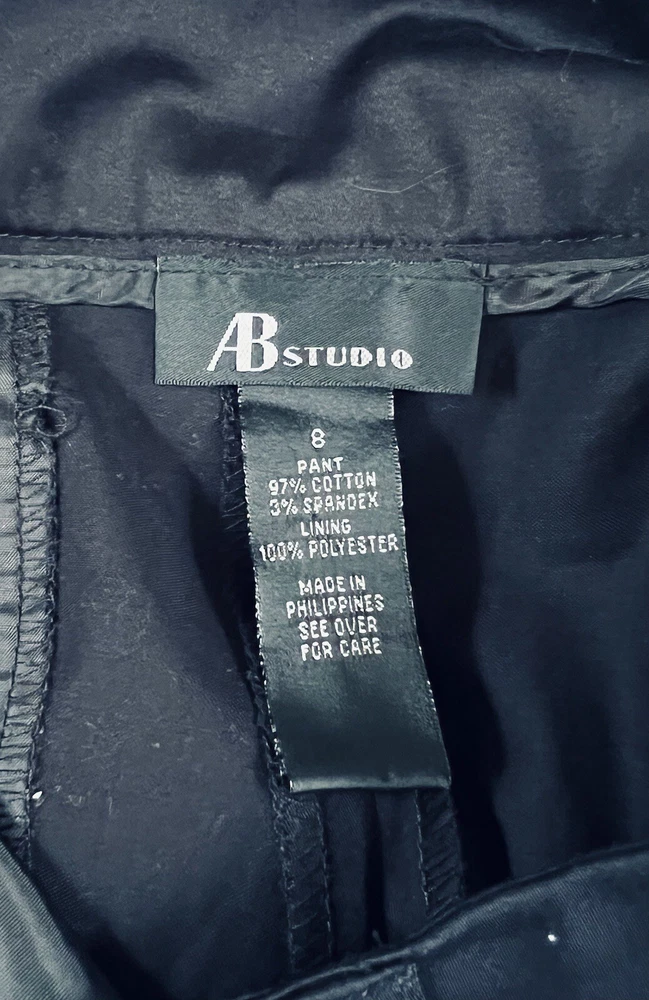 AB STUDIO
8
PANT
97% COTTON
3% SPANDEX
LINING
100% POLYESTER
MADE IN
PHILIPPINES
SEE OVER
FOR CARE